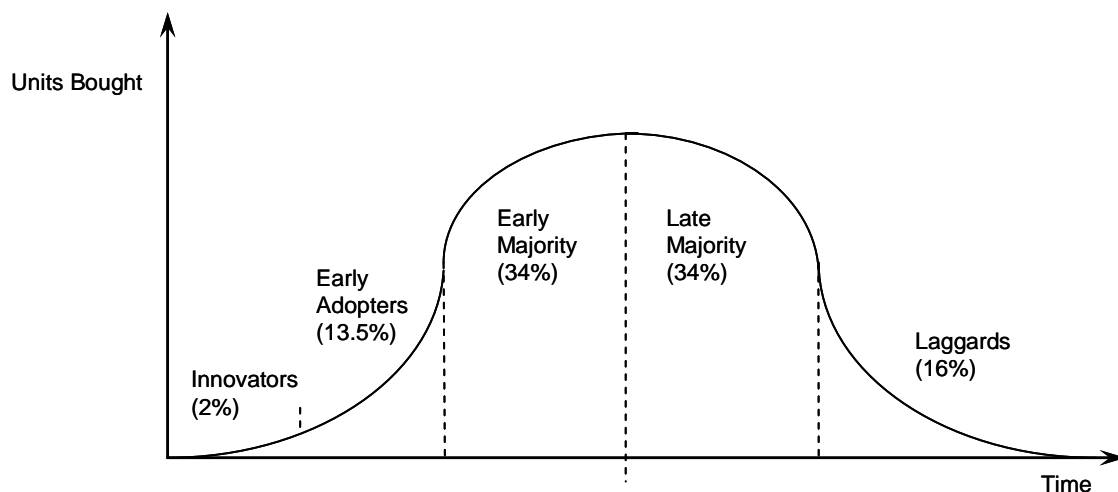 Units Bought
Early
Majority
(34%)
Late
Majority
(34%)
Early
Adopters
(13.5%)
Laggards
(16%)
Innovators
(2%)
Time